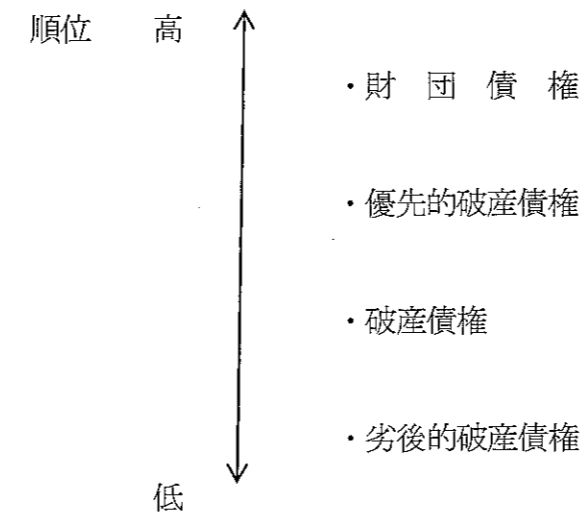 順位　高
・財　団　債　権
・優先的破産債権
・破産債権
・劣後的破産債権
低